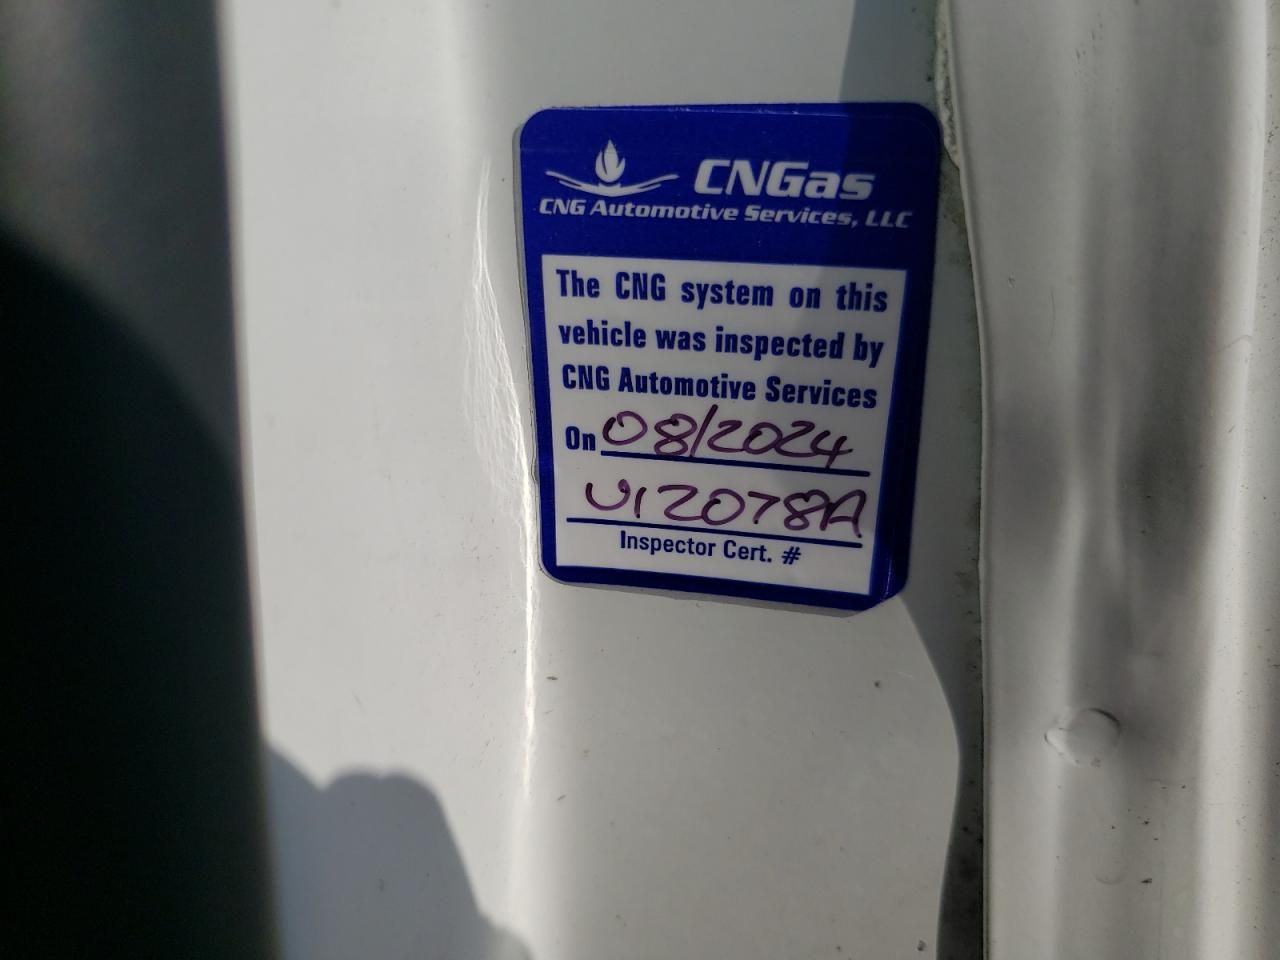 CNGas
CNG Automotive Services, LLC
The CNG system on this
vehicle was inspected by
CNG Automotive Services
On 08/2024
V12078A
Inspector Cert. #